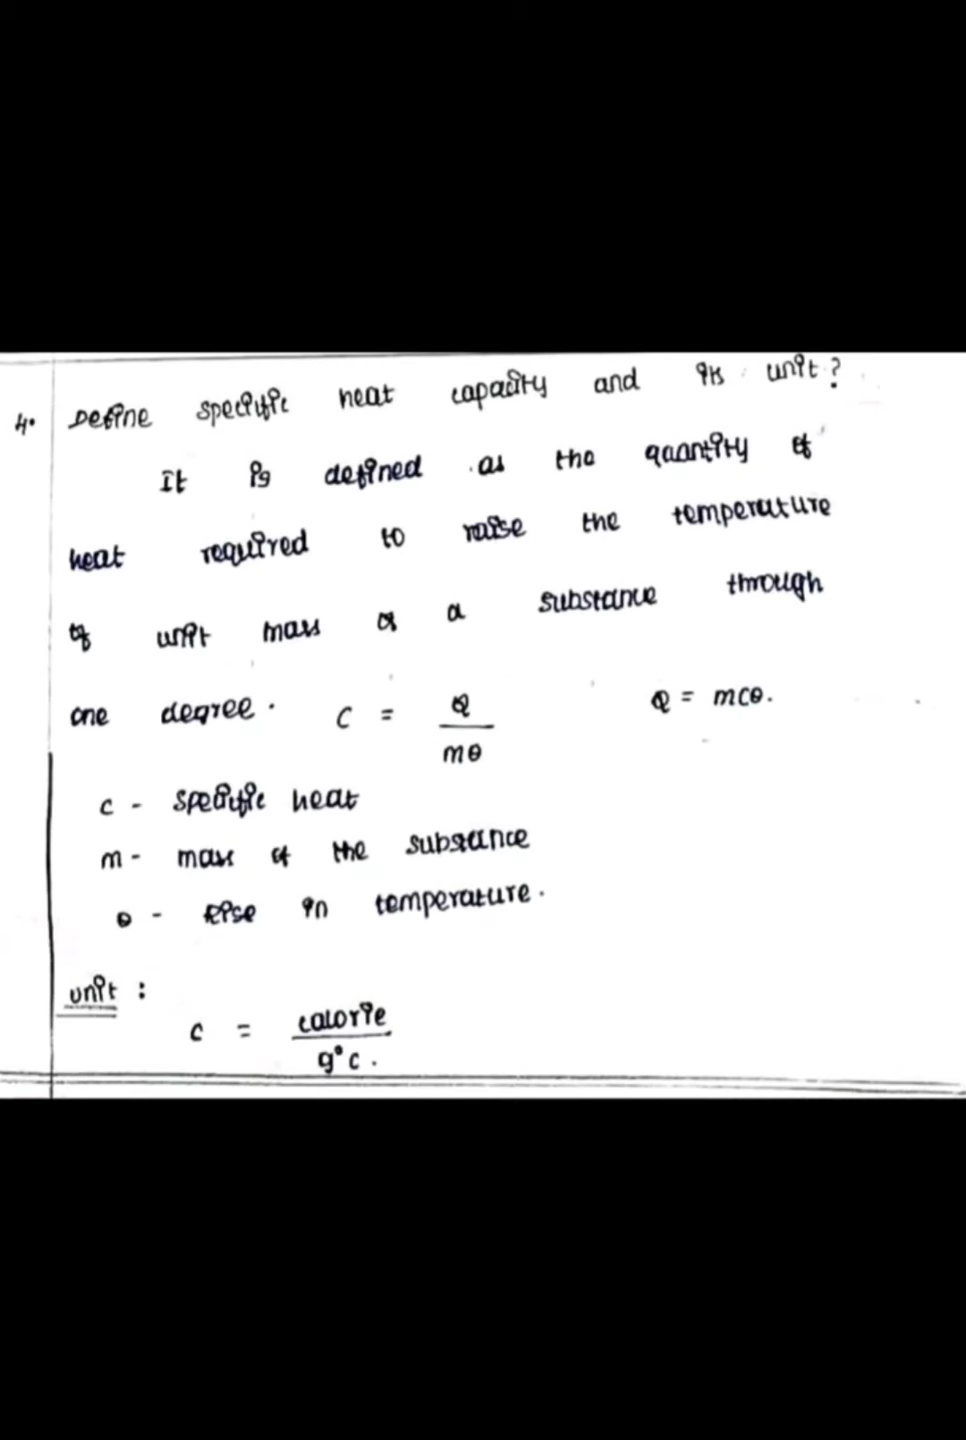 4. Define specific heat capacity and its unit?
It is defined as the quantity of
heat required to raise the temperature
of unit mass of a substance through
one degree. C = Q / mθ Q = mcθ.
c - specific heat
m - mass of the substance
θ - Rise in temperature.
unit :
c = calorie / g°c.